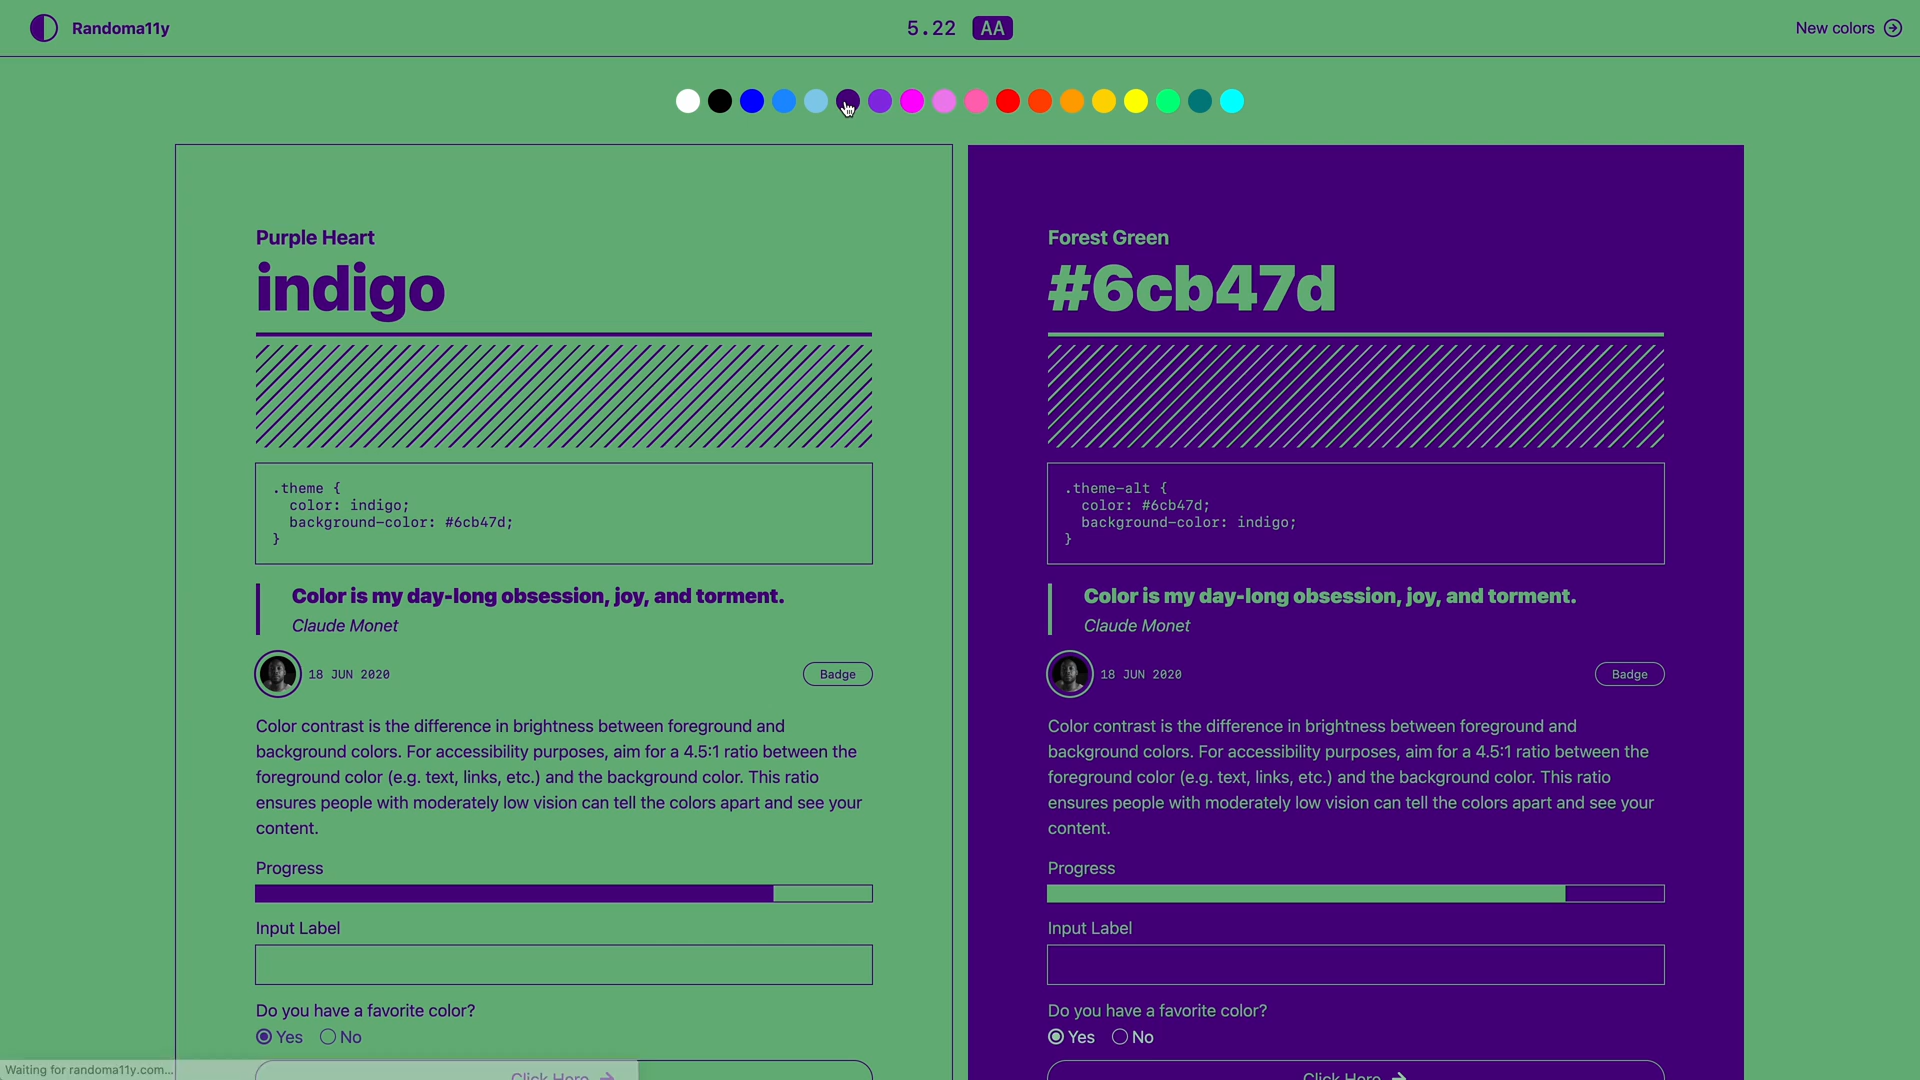 Randoma11y
5.22 AA
New colors
Purple Heart
indigo
.theme {
color: indigo;
background-color: #6cb47d;
}
Color is my day-long obsession, joy, and torment.
Claude Monet
18 JUN 2020
Badge
Color contrast is the difference in brightness between foreground and
background colors. For accessibility purposes, aim for a 4.5:1 ratio between the
foreground color (e.g. text, links, etc.) and the background color. This ratio
ensures people with moderately low vision can tell the colors apart and see your
content.
Progress
Input Label
Do you have a favorite color?
Yes No
Click Here
Forest Green
#6cb47d
.theme-alt {
color: #6cb47d;
background-color: indigo;
}
Color is my day-long obsession, joy, and torment.
Claude Monet
18 JUN 2020
Badge
Color contrast is the difference in brightness between foreground and
background colors. For accessibility purposes, aim for a 4.5:1 ratio between the
foreground color (e.g. text, links, etc.) and the background color. This ratio
ensures people with moderately low vision can tell the colors apart and see your
content.
Progress
Input Label
Do you have a favorite color?
Yes No
Click Here
Waiting for randoma11y.com...